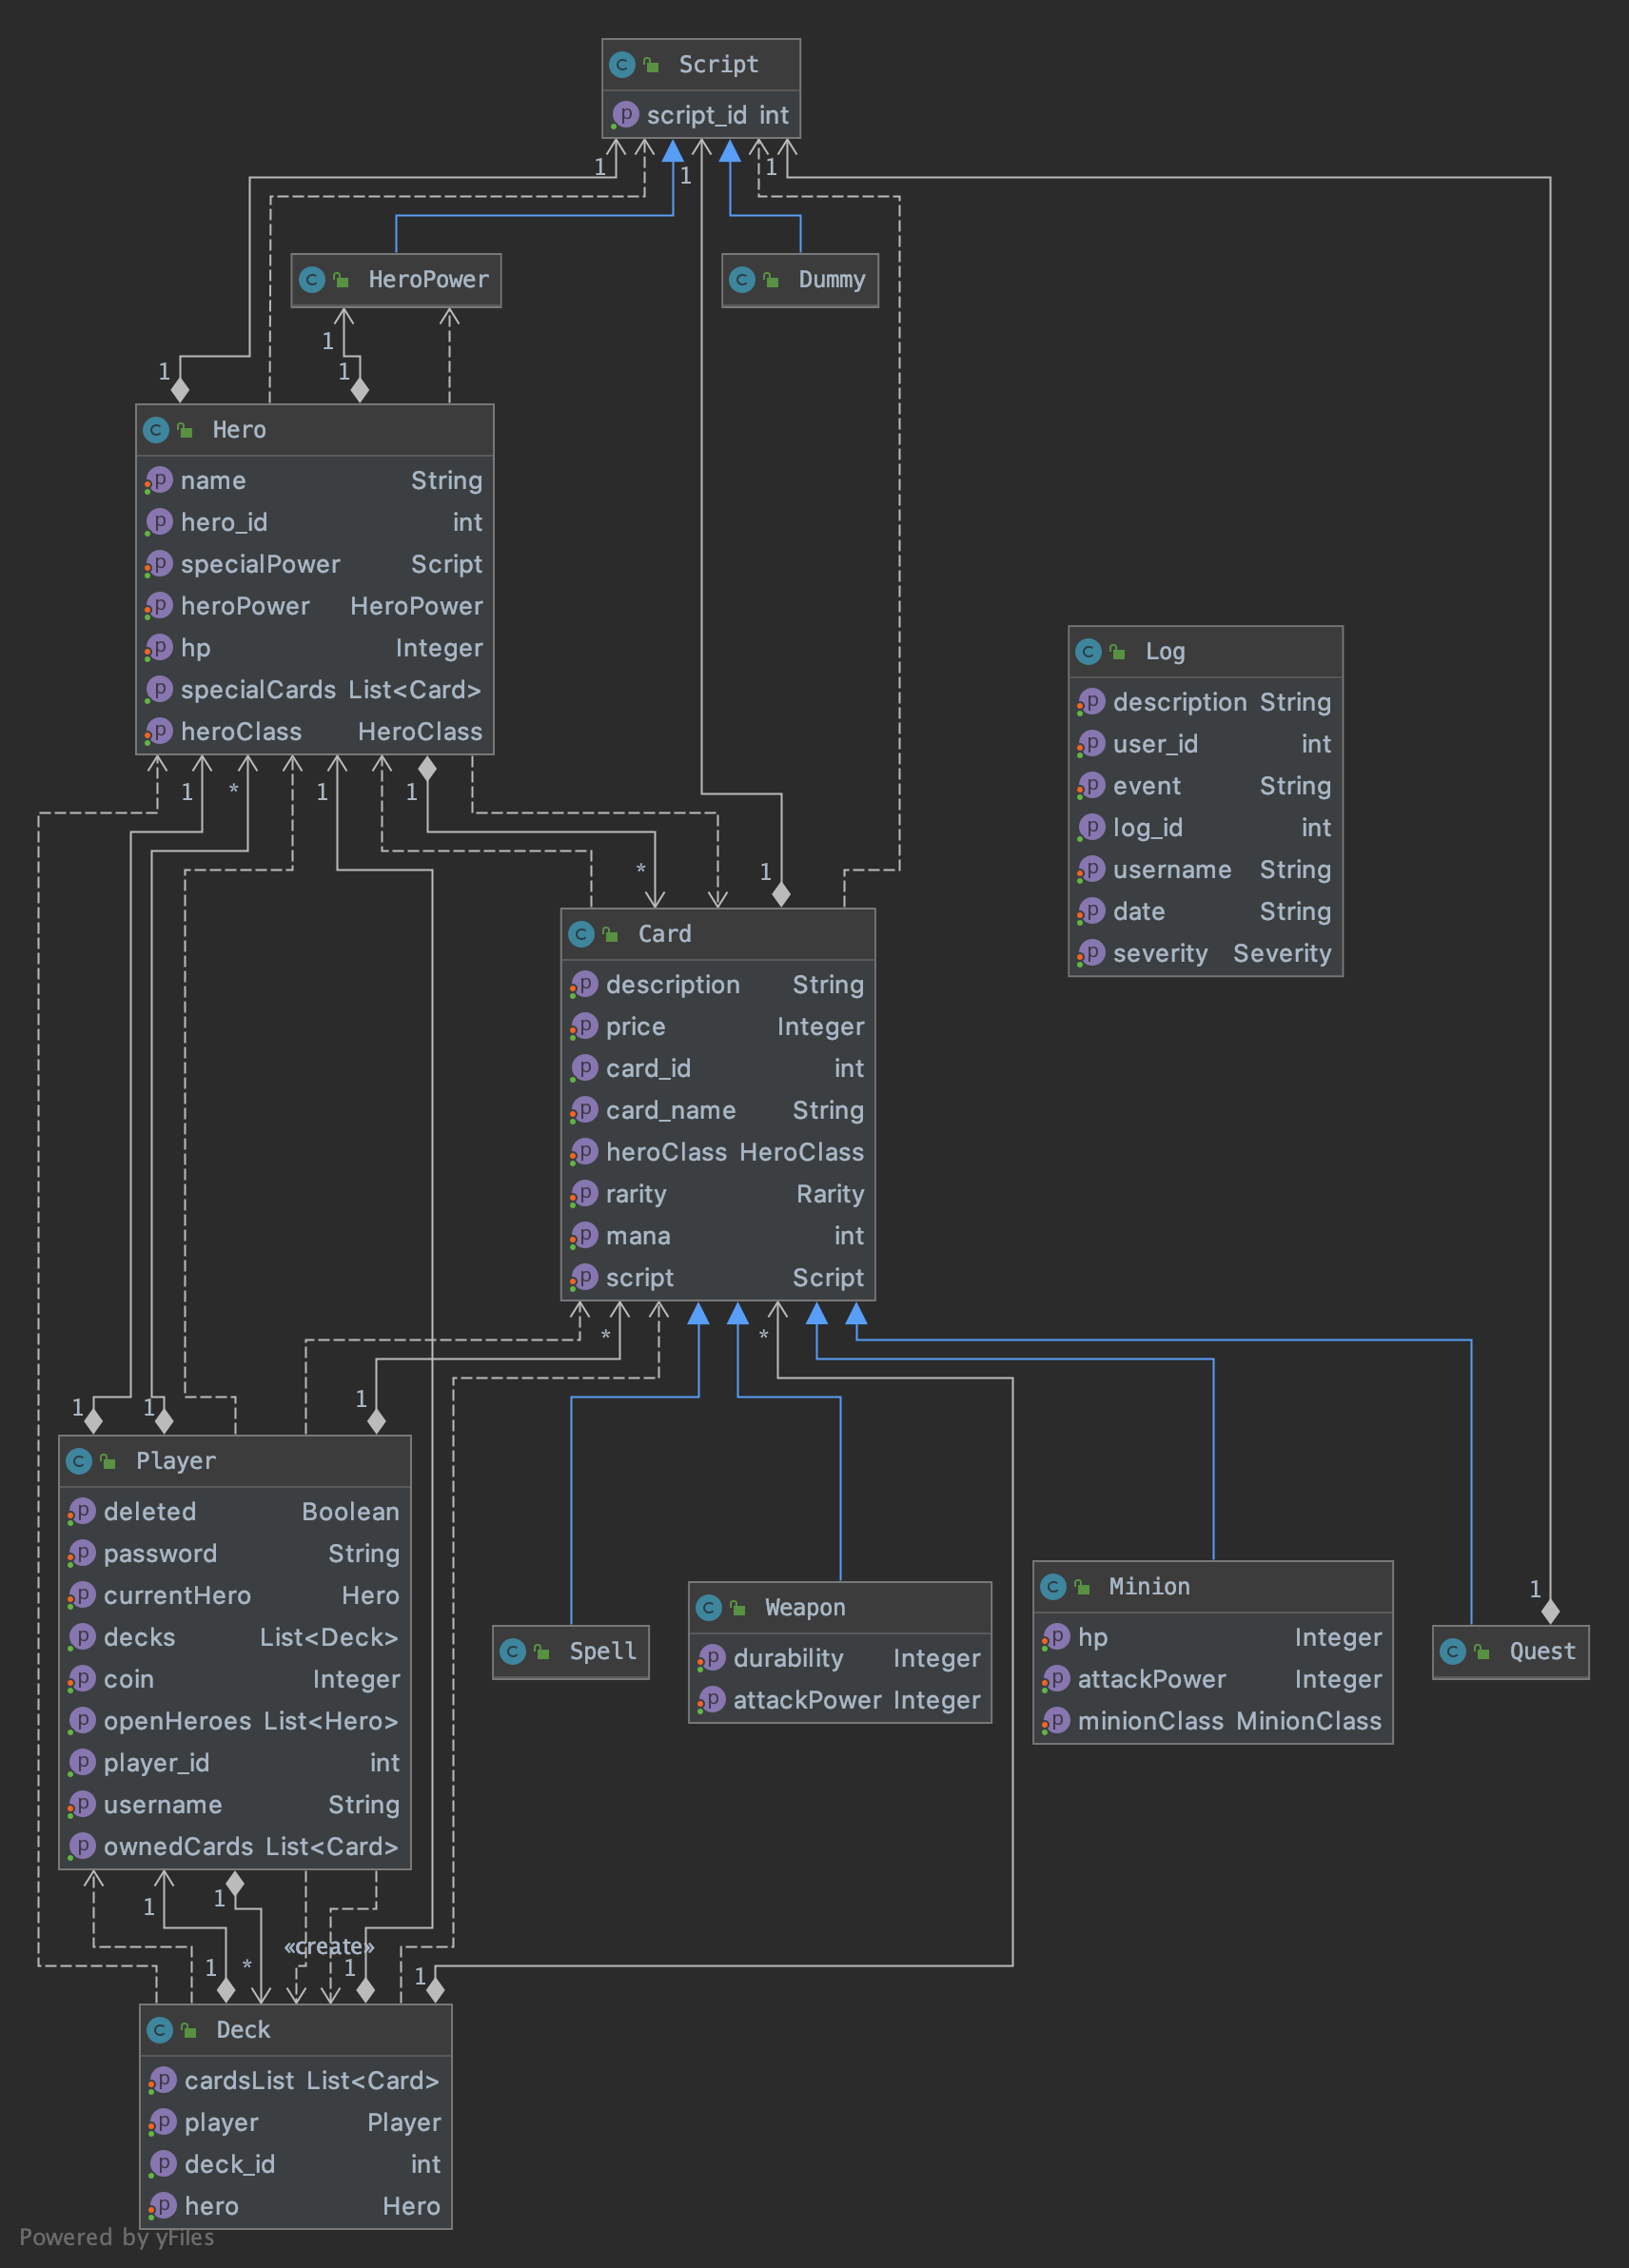 Script
script_id int
1
1
1
HeroPower
Dummy
1
1
1
Hero
name String
hero_id int
specialPower Script
heroPower HeroPower
hp Integer
specialCards List<Card>
heroClass HeroClass
Log
description String
user_id int
event String
log_id int
username String
date String
severity Severity
1 * 1 1
* 1
Card
description String
price Integer
card_id int
card_name String
heroClass HeroClass
rarity Rarity
mana int
script Script
* *
1 1 1
Player
deleted Boolean
password String
currentHero Hero
decks List<Deck>
coin Integer
openHeroes List<Hero>
player_id int
username String
ownedCards List<Card>
Spell
Weapon
durability Integer
attackPower Integer
Minion
hp Integer
attackPower Integer
minionClass MinionClass
1
Quest
1 1
«create»
1 * 1 1
Deck
cardsList List<Card>
player Player
deck_id int
hero Hero
Powered by yFiles